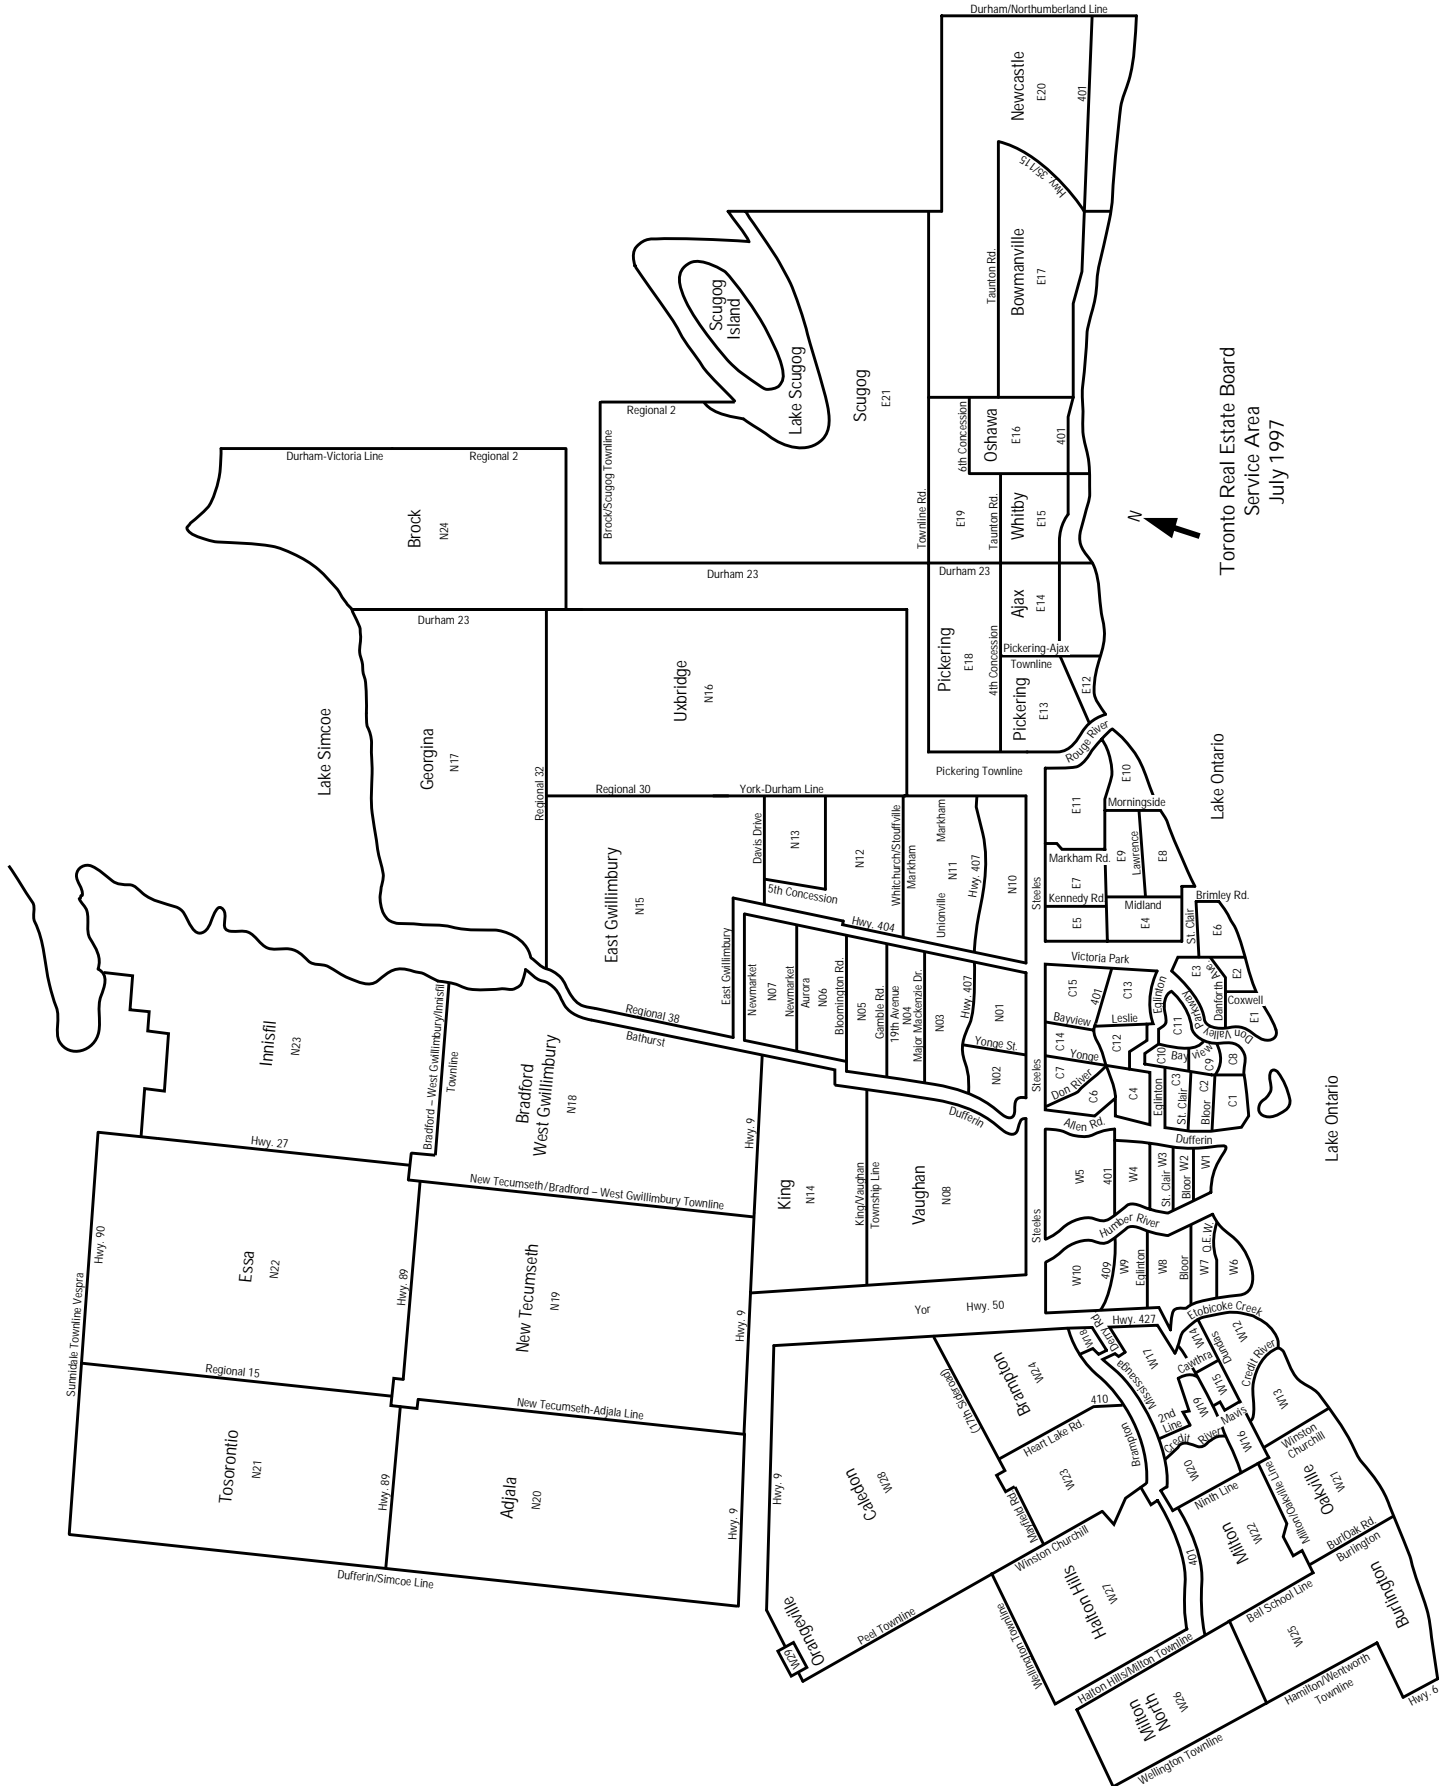 Durham/Northumberland Line
Newcastle
E20
401
Hwy. 35/115
Taunton Rd.
Bowmanville
E17
Scugog
Island
Lake Scugog
Scugog
E21
Regional 2
Brock/Scugog Townline
6th Concession
Oshawa
E16
401
Townline Rd.
E19
Taunton Rd.
Whitby
E15
Durham 23
Durham 23
Ajax
E14
Pickering
E18
4th Concession
Pickering-Ajax
Townline
Pickering
E13
E12
Rouge River
Pickering Townline
N
Toronto Real Estate Board
Service Area
July 1997
Durham-Victoria Line
Regional 2
Brock
N24
Durham 23
Lake Simcoe
Georgina
N17
Regional 32
Uxbridge
N16
Regional 30
York-Durham Line
East Gwillimbury
N15
Davis Drive
N13
5th Concession
N12
Whitchurch/Stouffville
Markham
Markham
Unionville
N11
Hwy. 407
N10
Steeles
Hwy. 404
East Gwillimbury
Newmarket
N07
Newmarket
Aurora
N06
Bloomington Rd.
N05
Gamble Rd.
19th Avenue
N04
Major Mackenzie Dr.
N03
Hwy. 407
N01
Yonge St.
N02
Steeles
Regional 38
Bathurst
Dufferin
Innisfil
N23
Bradford – West Gwillimbury/Innisfil
Townline
Bradford
West Gwillimbury
N18
Hwy. 27
New Tecumseth/Bradford – West Gwillimbury Townline
Hwy. 9
King
N14
King/Vaughan
Township Line
Vaughan
N08
Steeles
Hwy. 90
Sunnidale Townline Vespra
Essa
N22
Hwy. 89
New Tecumseth
N19
Hwy. 9
Yor
Hwy. 50
Regional 15
New Tecumseth-Adjala Line
Tosorontio
N21
Hwy. 89
Adjala
N20
Hwy. 9
Dufferin/Simcoe Line
Lake Ontario
E10
E11
Morningside
Markham Rd.
E9
Lawrence
E8
E7
Kennedy Rd.
Midland
E5
E4
Brimley Rd.
St. Clair
E6
Victoria Park
C15
401
C13
Eglinton
E3
Danforth
Ave.
E2
Coxwell
E1
Bayview
Leslie
C11
Parkway
Don Valley
C14
Yonge
C12
C10
Bayview
C9
C8
C7
Don River
C6
C4
Eglinton
C3
St. Clair
C2
Bloor
C1
Allen Rd.
Dufferin
Lake Ontario
W5
401
W4
W3
St. Clair
W2
Bloor
W1
Humber River
W10
409
W9
Eglinton
W8
Bloor
W7
Q.E.W.
W6
Hwy. 427
Etobicoke Creek
Derry Rd
W18
Mississauga
W17
W14
Cawthra
Dundas
W12
W15
Credit River
W13
2nd
Line
W19
Mavis
Credit River
W16
W20
Winston
Churchill
Brampton
W24
(17th Sideroad)
410
Heart Lake Rd.
Brampton
W23
Mayfield Rd
Hwy. 9
Caledon
W28
Winston Churchill
Peel Townline
Orangeville
W29
Ninth Line
Milton/Oakville Line
Oakville
W21
Milton
W22
BurlOak Rd.
Burlington
401
Halton Hills
W27
Wellington Townline
Halton Hills/Milton Townline
Bell School Line
W25
Burlington
Hamilton/Wentworth
Townline
Hwy. 6
Milton
North
W26
Wellington Townline